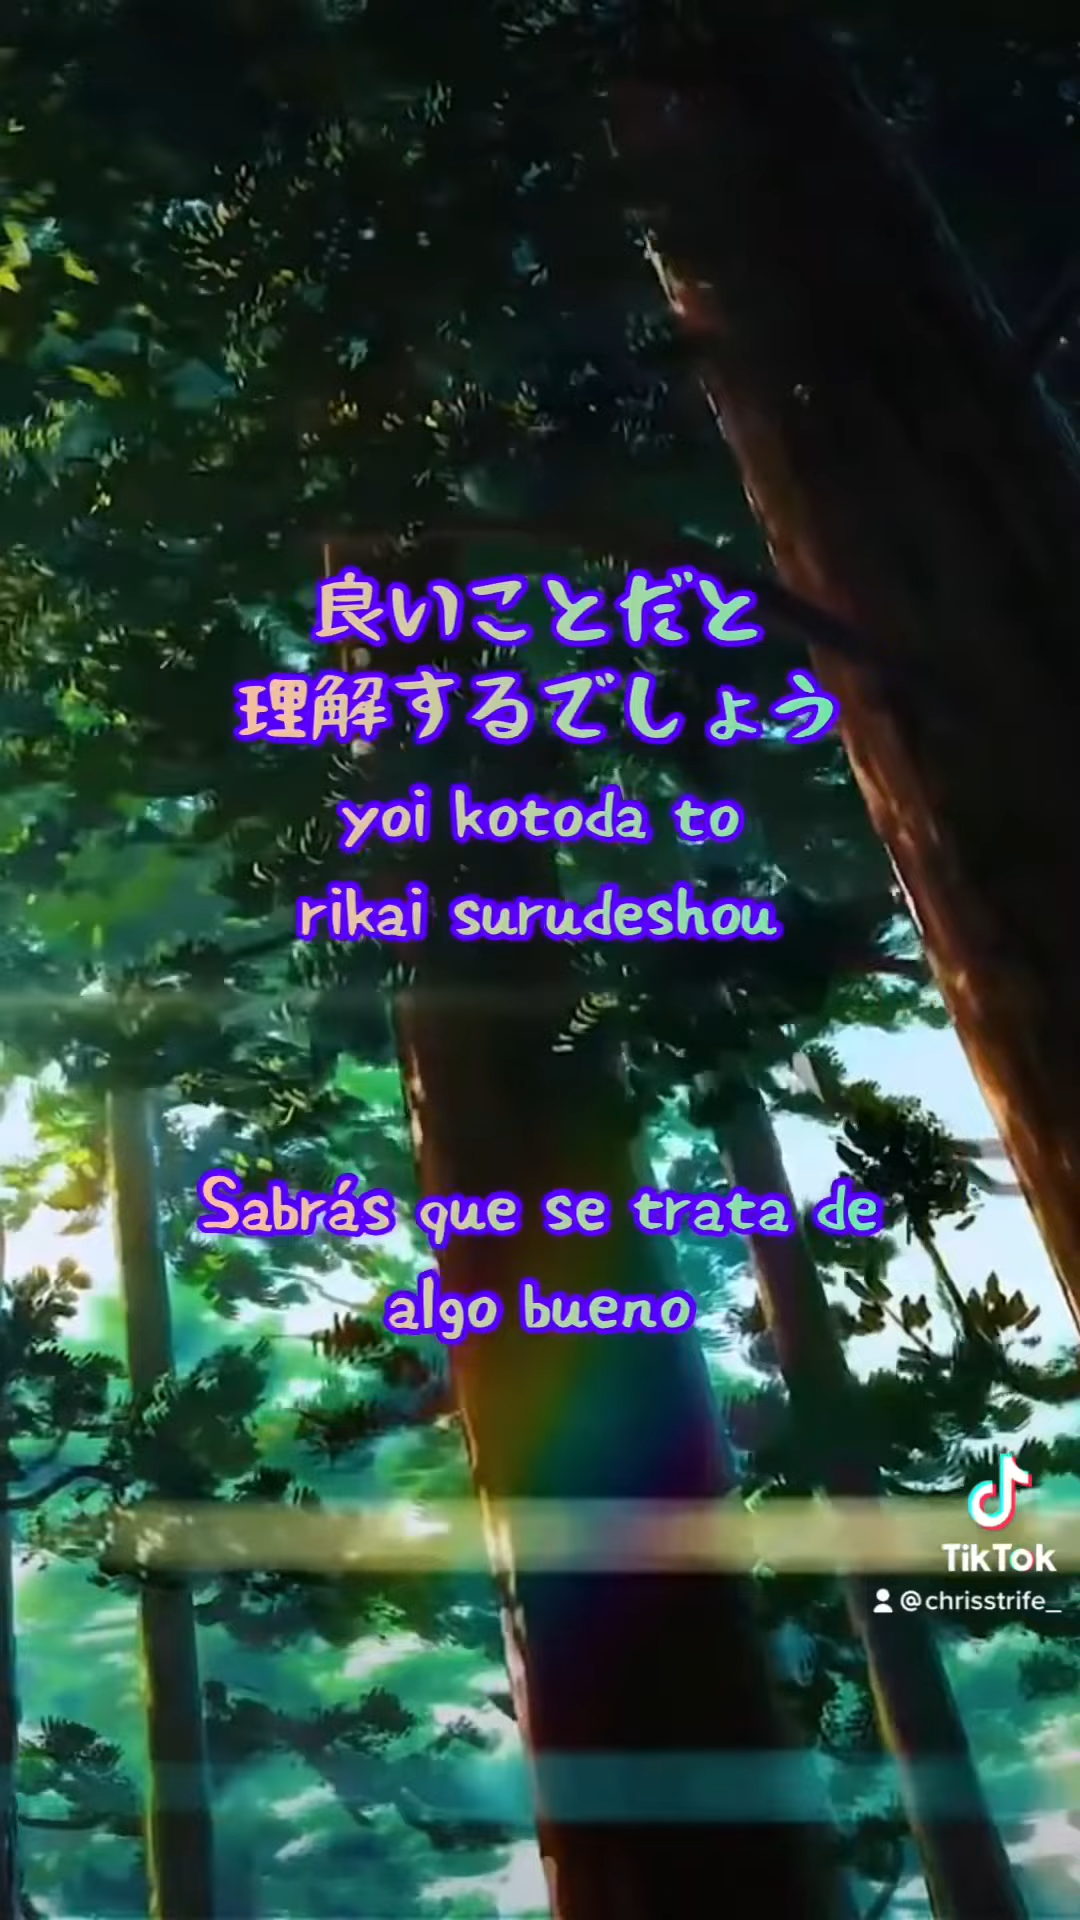 良いことだと
理解するでしょう
yoi kotoda to
rikai surudeshou
Sabrás que se trata de
algo bueno
TikTok
@chrisstrife_